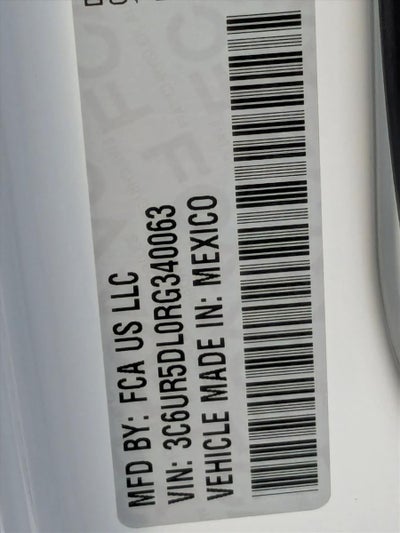 MFD BY: FCA US LLC
VIN: 3C6UR5DL0RG340063
VEHICLE MADE IN: MEXICO